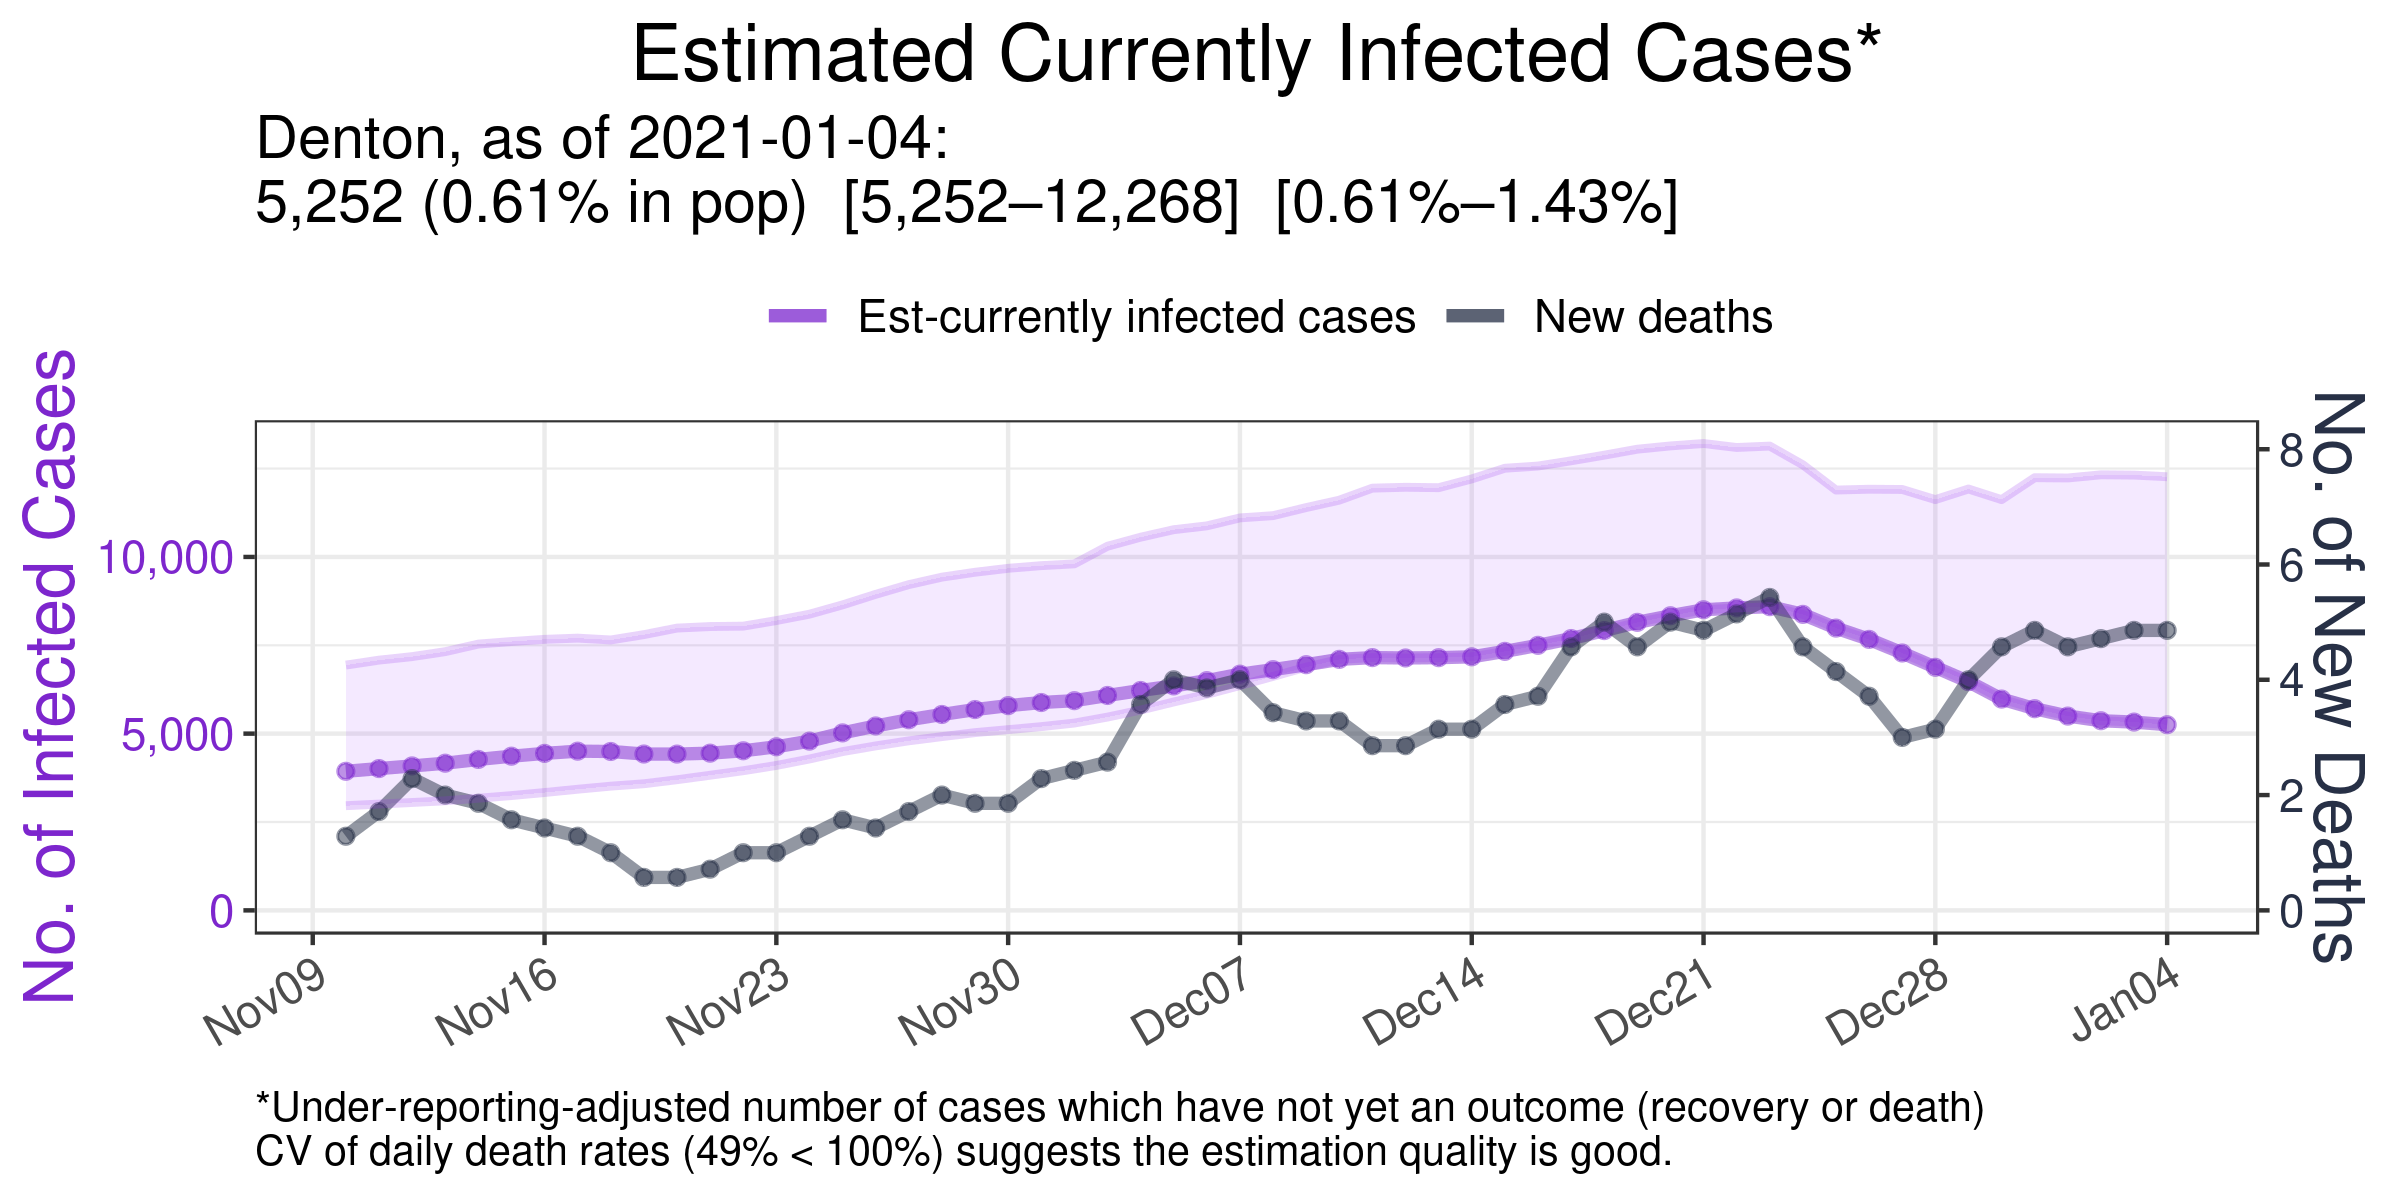 Estimated Currently Infected Cases*
Denton, as of 2021-01-04:
5,252 (0.61% in pop)  [5,252–12,268]  [0.61%–1.43%]
Est-currently infected cases
New deaths
No. of Infected Cases
10,000
5,000
0
8
6
4
2
0
No. of New Deaths
Nov09
Nov16
Nov23
Nov30
Dec07
Dec14
Dec21
Dec28
Jan04
*Under-reporting-adjusted number of cases which have not yet an outcome (recovery or death)
CV of daily death rates (49% < 100%) suggests the estimation quality is good.